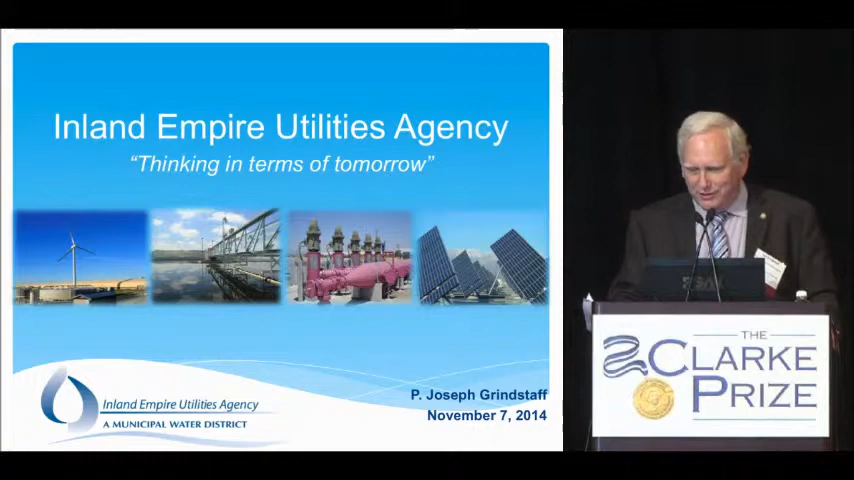 Inland Empire Utilities Agency
“Thinking in terms of tomorrow”
P. Joseph Grindstaff
November 7, 2014
Inland Empire Utilities Agency
A MUNICIPAL WATER DISTRICT
THE
CLARKE
PRIZE